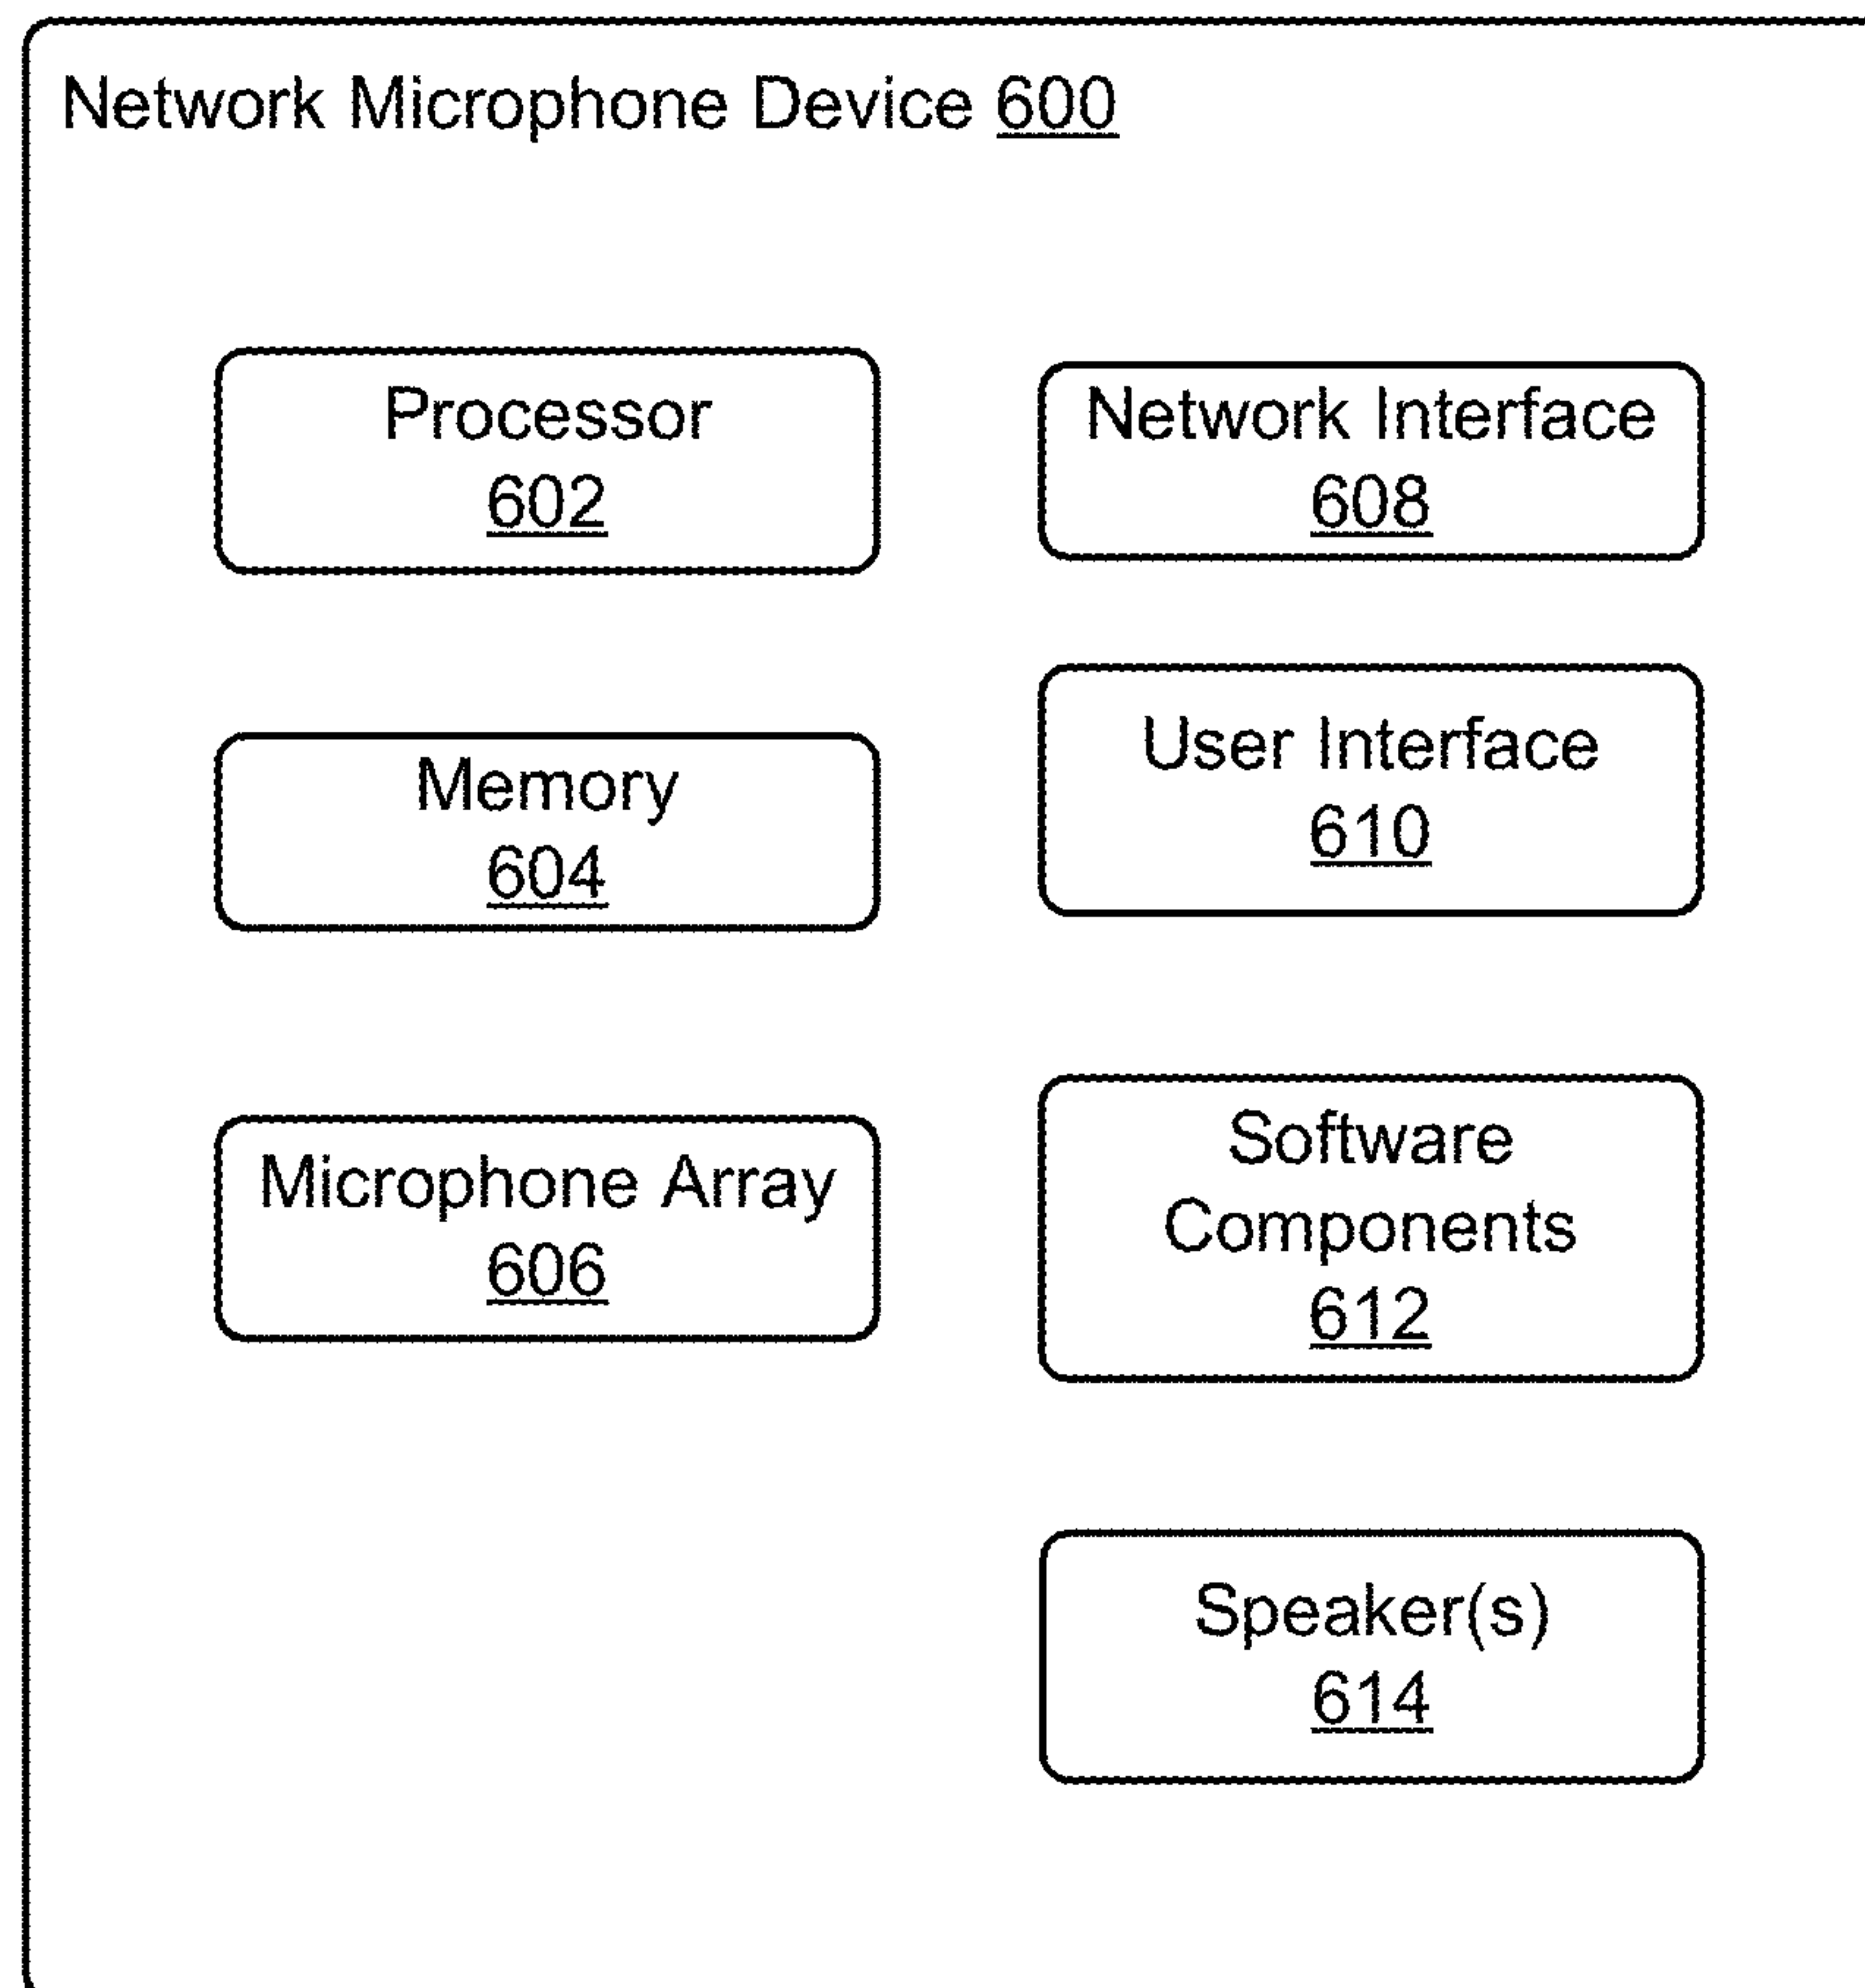 Network Microphone Device 600
Processor
602
Memory
604
Microphone Array
606
Network Interface
608
User Interface
610
Software
Components
612
Speaker(s)
614